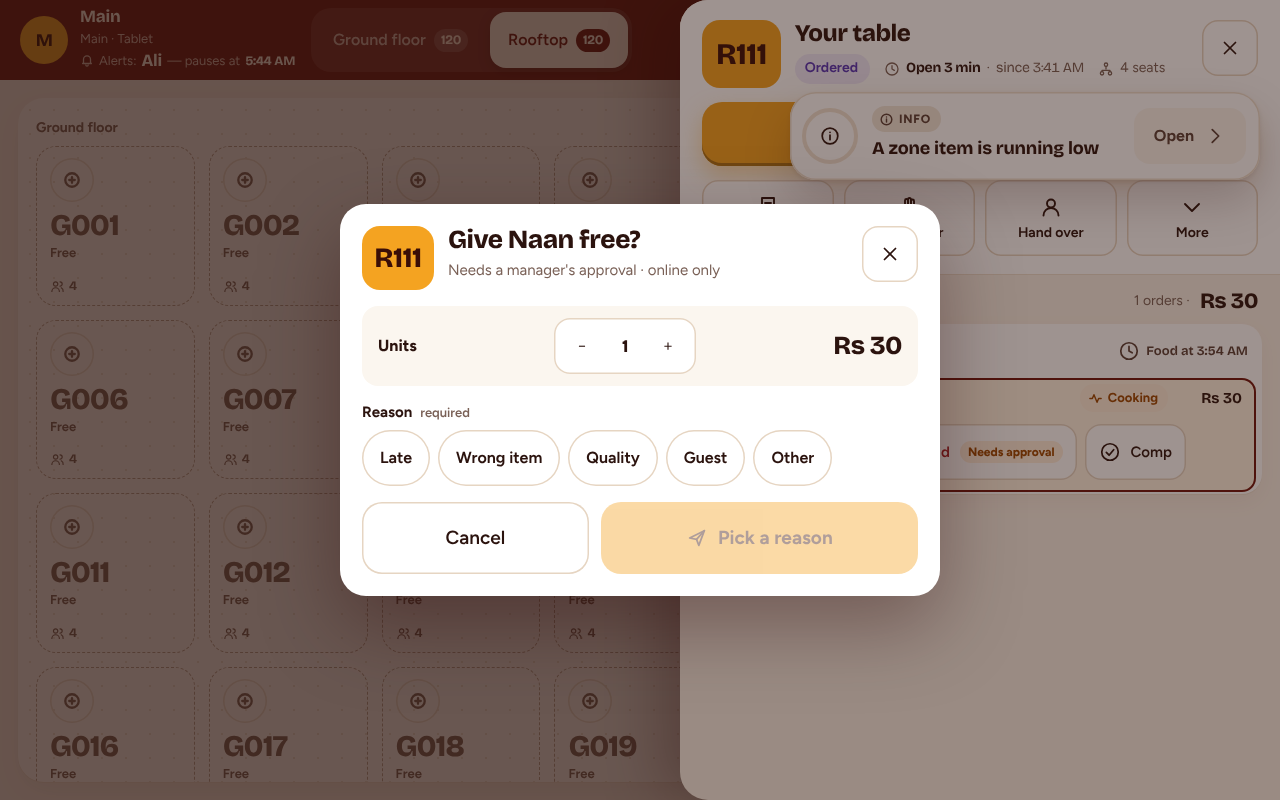 M
Main
Main · Tablet
Alerts: Ali — pauses at 5:44 AM
Ground floor 120
Rooftop 120
Ground floor
G001
Free
4
G002
Free
4
G006
Free
4
G007
Free
4
G011
Free
4
G012
Free
4
Free
4
Free
4
G016
Free
G017
Free
G018
Free
G019
Free
R111
Your table
Ordered
Open 3 min · since 3:41 AM
4 seats
INFO
A zone item is running low
Open
Hand over
More
1 orders · Rs 30
Food at 3:54 AM
Cooking
Rs 30
Needs approval
Comp
R111
Give Naan free?
Needs a manager's approval · online only
Units
− 1 +
Rs 30
Reason required
Late
Wrong item
Quality
Guest
Other
Cancel
Pick a reason